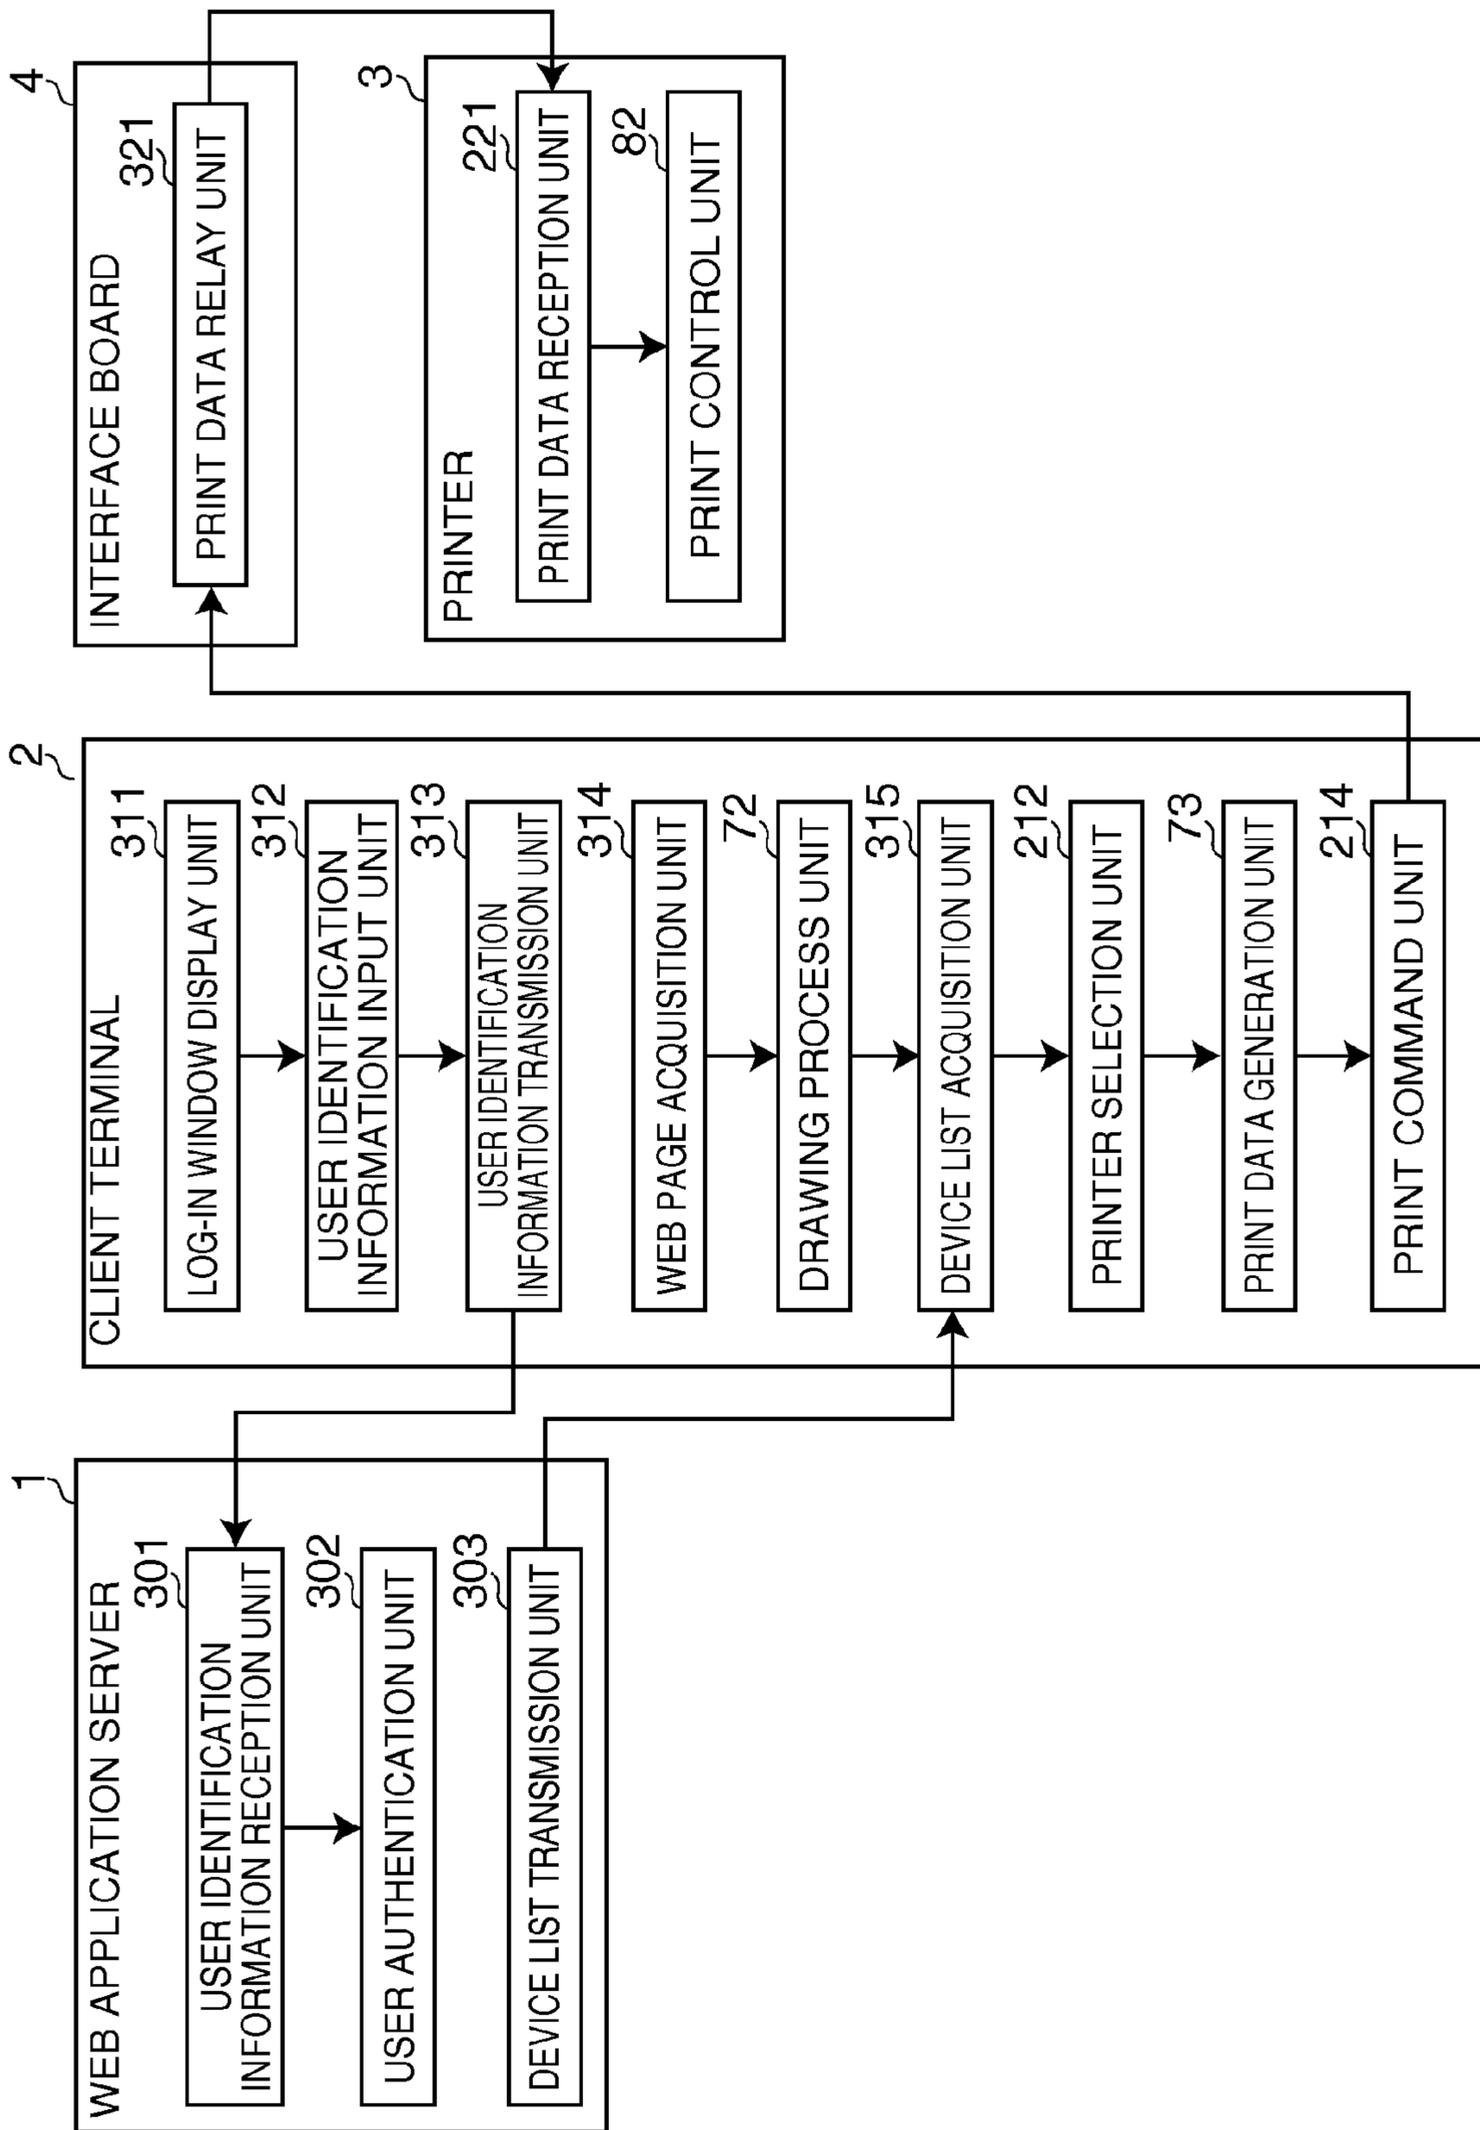 1
WEB APPLICATION SERVER
301
USER IDENTIFICATION
INFORMATION RECEPTION UNIT
302
USER AUTHENTICATION UNIT
303
DEVICE LIST TRANSMISSION UNIT
2
CLIENT TERMINAL
311
LOG-IN WINDOW DISPLAY UNIT
312
USER IDENTIFICATION
INFORMATION INPUT UNIT
313
USER IDENTIFICATION
INFORMATION TRANSMISSION UNIT
314
WEB PAGE ACQUISITION UNIT
72
DRAWING PROCESS UNIT
315
DEVICE LIST ACQUISITION UNIT
212
PRINTER SELECTION UNIT
73
PRINT DATA GENERATION UNIT
214
PRINT COMMAND UNIT
4
INTERFACE BOARD
321
PRINT DATA RELAY UNIT
3
PRINTER
221
PRINT DATA RECEPTION UNIT
82
PRINT CONTROL UNIT